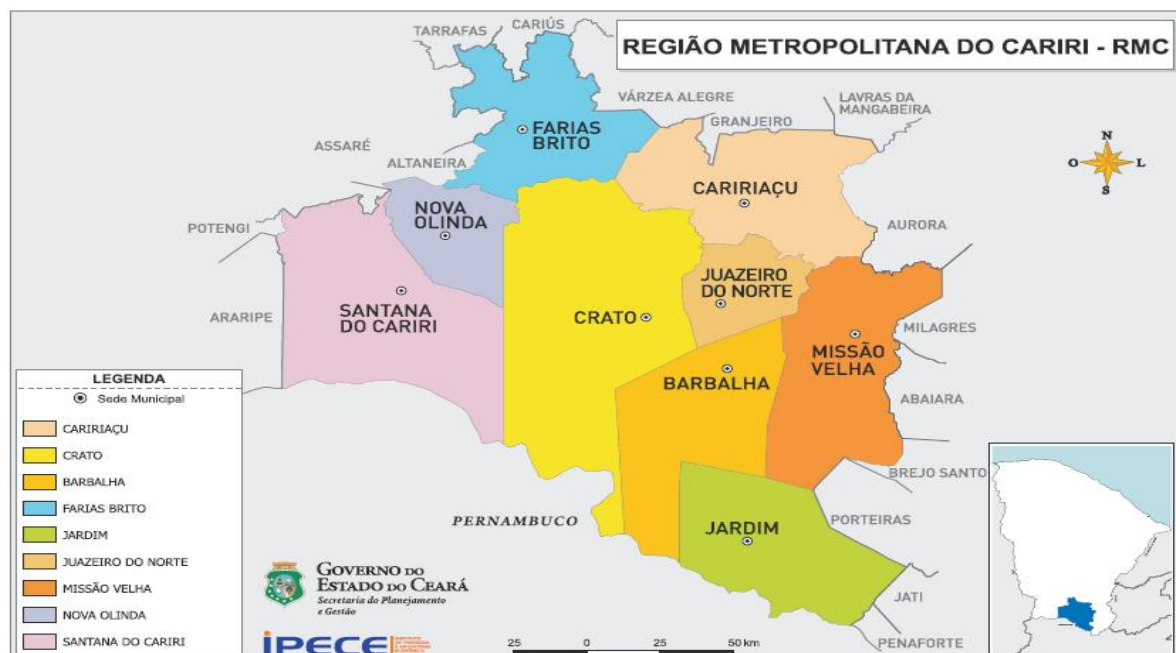 REGIÃO METROPOLITANA DO CARIRI - RMC
TARRAFAS
CARIÚS
VÁRZEA ALEGRE
GRANJEIRO
LAVRAS DA
MANGABEIRA
FARIAS
BRITO
ASSARÉ
ALTANEIRA
CARIRIAÇU
N
O
L
S
NOVA
OLINDA
POTENGI
AURORA
JUAZEIRO
DO NORTE
SANTANA
DO CARIRI
ARARIPE
CRATO
MILAGRES
MISSÃO
VELHA
BARBALHA
ABAIARA
BREJO SANTO
PERNAMBUCO
JARDIM
PORTEIRAS
JATI
PENAFORTE
LEGENDA
Sede Municipal
CARIRIAÇU
CRATO
BARBALHA
FARIAS BRITO
JARDIM
JUAZEIRO DO NORTE
MISSÃO VELHA
NOVA OLINDA
SANTANA DO CARIRI
GOVERNO DO
ESTADO DO CEARÁ
Secretaria do Planejamento
e Gestão
IPECE
25 0 25 50 km